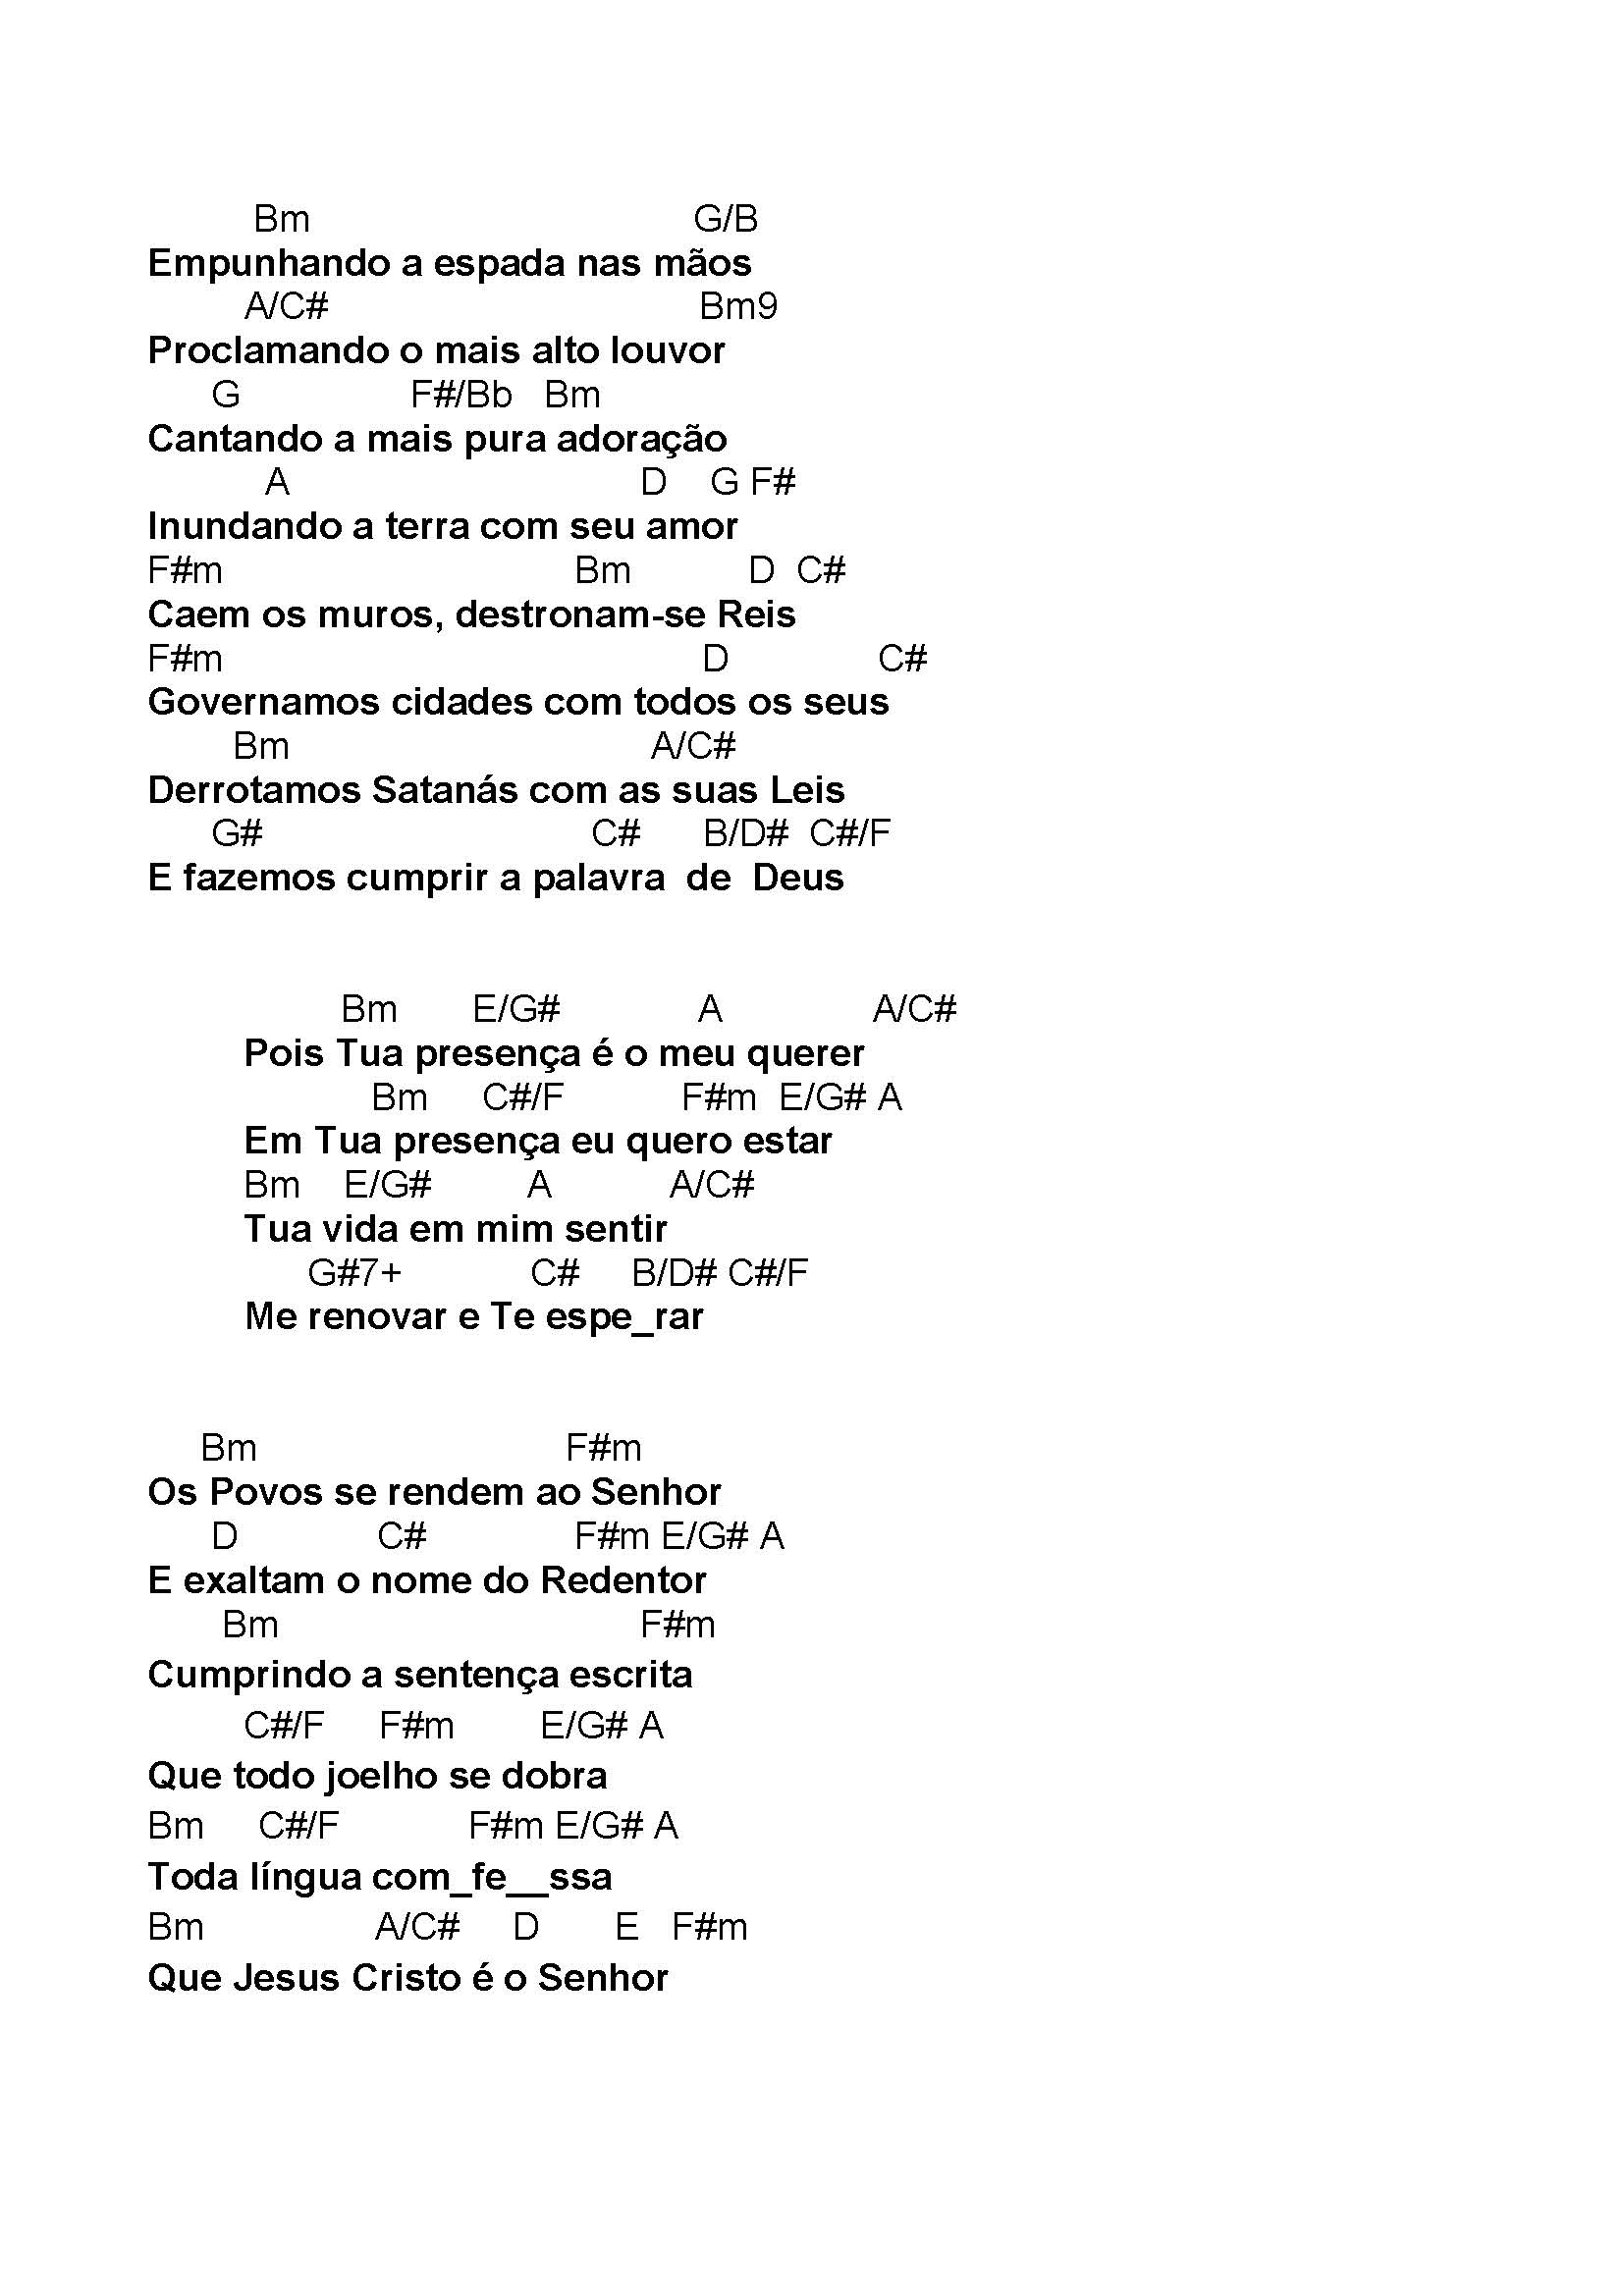 Bm G/B
Empunhando a espada nas mãos
A/C# Bm9
Proclamando o mais alto louvor
G F#/Bb Bm
Cantando a mais pura adoração
A D G F#
Inundando a terra com seu amor
F#m Bm D C#
Caem os muros, destronam-se Reis
F#m D C#
Governamos cidades com todos os seus
Bm A/C#
Derrotamos Satanás com as suas Leis
G# C# B/D# C#/F
E fazemos cumprir a palavra de Deus
Bm E/G# A A/C#
Pois Tua presença é o meu querer
Bm C#/F F#m E/G# A
Em Tua presença eu quero estar
Bm E/G# A A/C#
Tua vida em mim sentir
G#7+ C# B/D# C#/F
Me renovar e Te espe_rar
Bm F#m
Os Povos se rendem ao Senhor
D C# F#m E/G# A
E exaltam o nome do Redentor
Bm F#m
Cumprindo a sentença escrita
C#/F F#m E/G# A
Que todo joelho se dobra
Bm C#/F F#m E/G# A
Toda língua com_fe__ssa
Bm A/C# D E F#m
Que Jesus Cristo é o Senhor